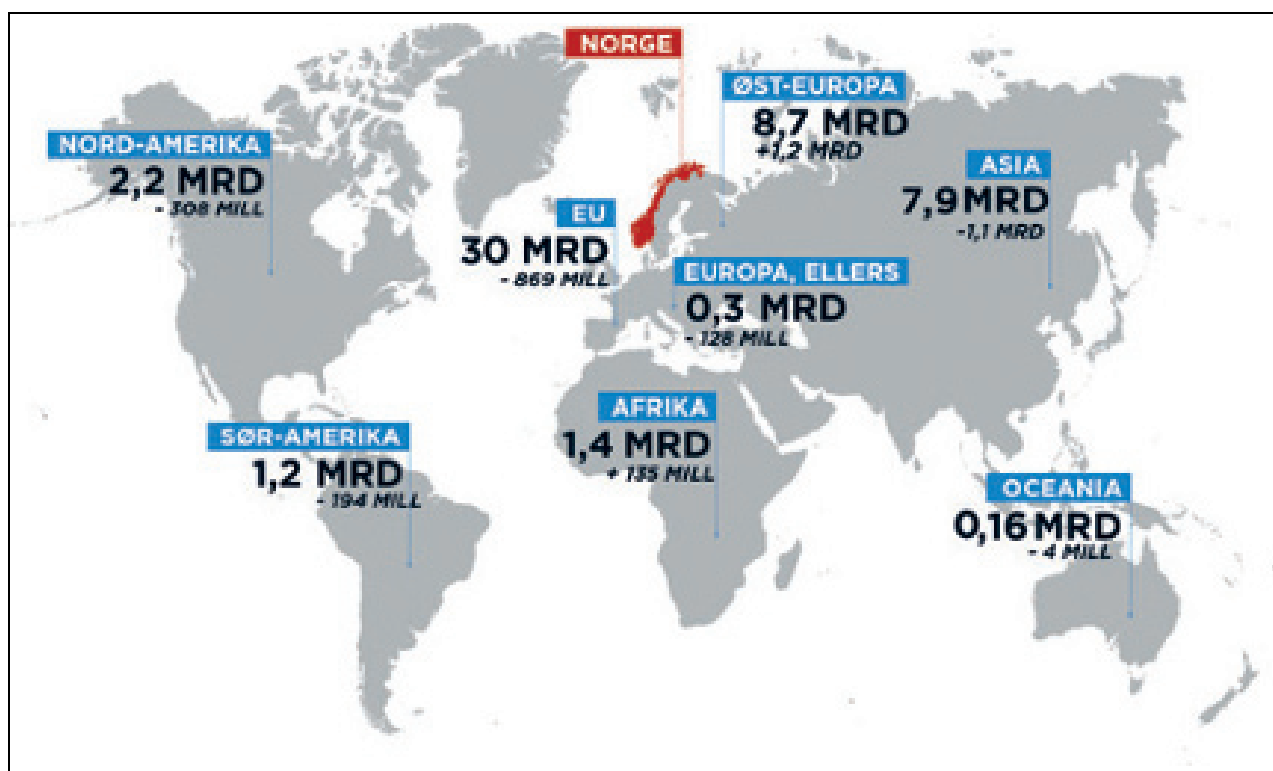 NORGE
ØST-EUROPA
8,7 MRD
+1,2 MRD
NORD-AMERIKA
2,2 MRD
- 308 MILL
ASIA
7,9 MRD
-1,1 MRD
EU
30 MRD
- 869 MILL
EUROPA, ELLERS
0,3 MRD
- 128 MILL
AFRIKA
1,4 MRD
+ 135 MILL
SØR-AMERIKA
1,2 MRD
- 194 MILL
OCEANIA
0,16 MRD
- 4 MILL